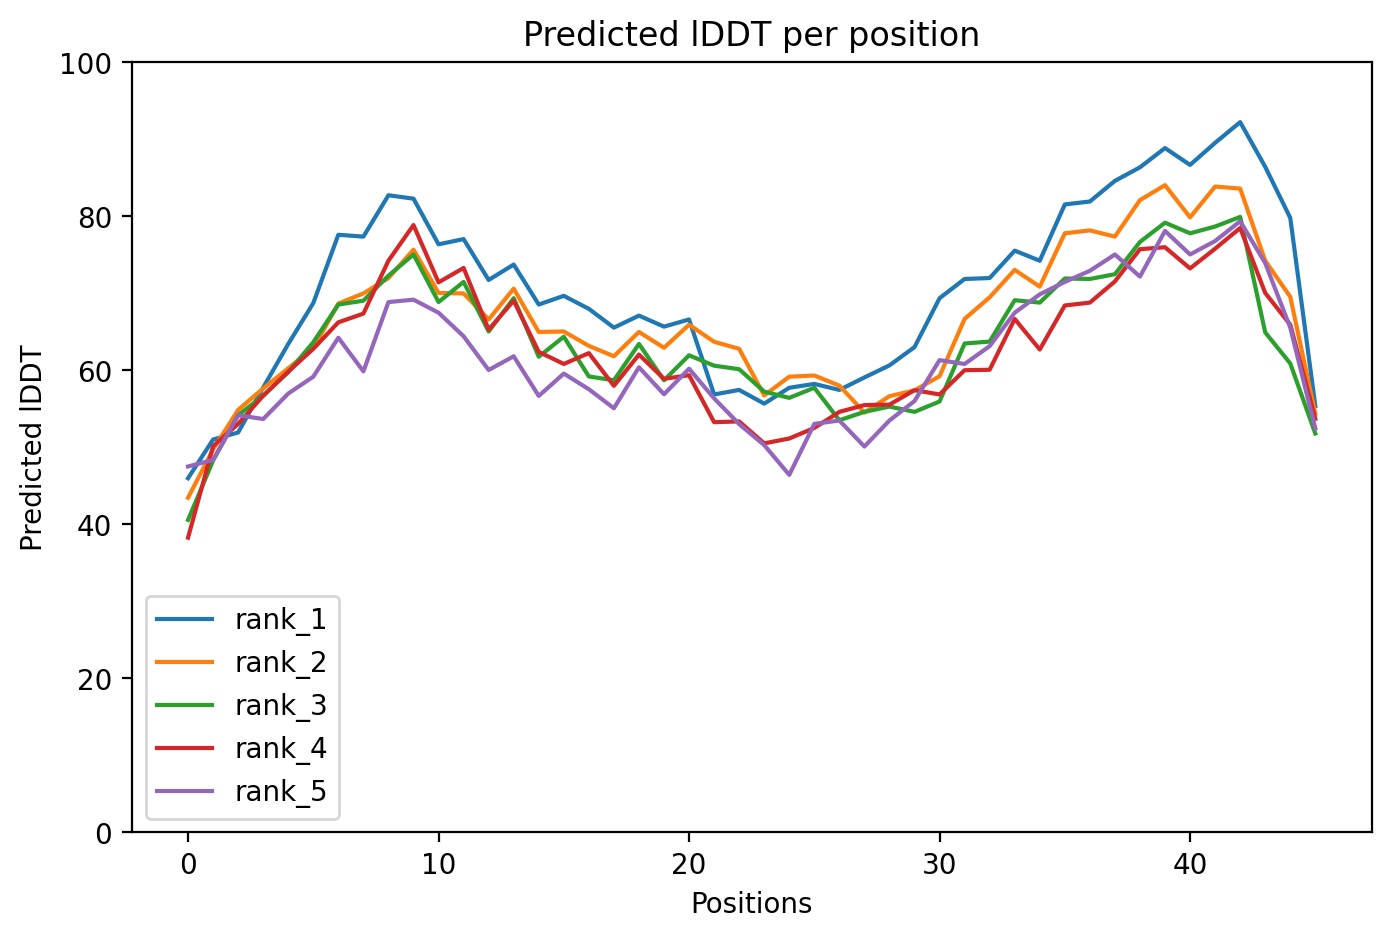 Predicted lDDT per position
100
80
60
40
20
0
Predicted lDDT
rank_1
rank_2
rank_3
rank_4
rank_5
0 10 20 30 40
Positions